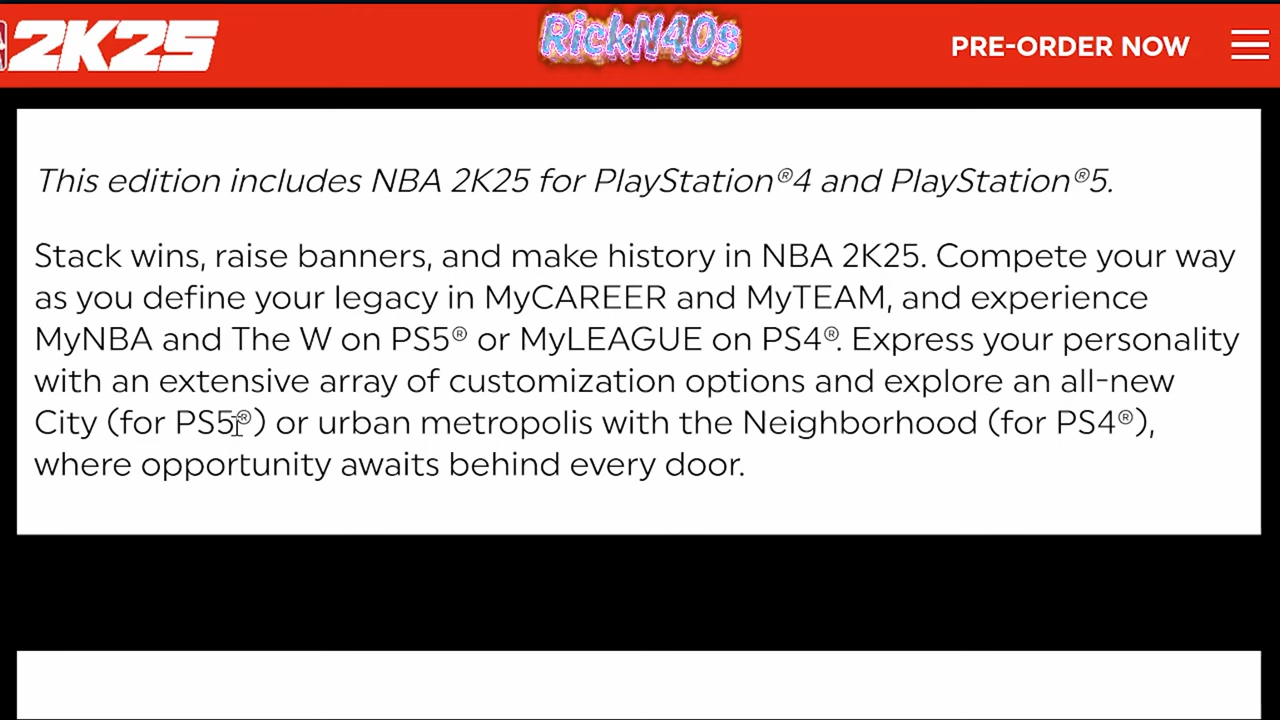 2K25
RickN40s
PRE-ORDER NOW
This edition includes NBA 2K25 for PlayStation®4 and PlayStation®5.
Stack wins, raise banners, and make history in NBA 2K25. Compete your way
as you define your legacy in MyCAREER and MyTEAM, and experience
MyNBA and The W on PS5® or MyLEAGUE on PS4®. Express your personality
with an extensive array of customization options and explore an all-new
City (for PS5®) or urban metropolis with the Neighborhood (for PS4®),
where opportunity awaits behind every door.